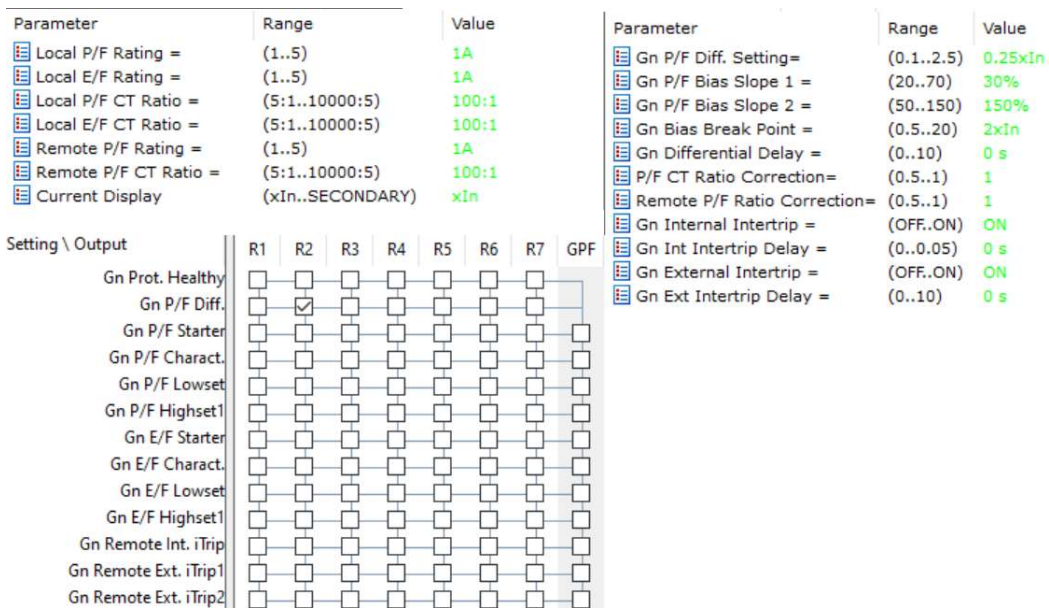 Parameter Range Value
Local P/F Rating = (1..5) 1A
Local E/F Rating = (1..5) 1A
Local P/F CT Ratio = (5:1..10000:5) 100:1
Local E/F CT Ratio = (5:1..10000:5) 100:1
Remote P/F Rating = (1..5) 1A
Remote P/F CT Ratio = (5:1..10000:5) 100:1
Current Display (xIn..SECONDARY) xIn
Parameter Range Value
Gn P/F Diff. Setting= (0.1..2.5) 0.25xIn
Gn P/F Bias Slope 1 = (20..70) 30%
Gn P/F Bias Slope 2 = (50..150) 150%
Gn Bias Break Point = (0.5..20) 2xIn
Gn Differential Delay = (0..10) 0 s
P/F CT Ratio Correction= (0.5..1) 1
Remote P/F Ratio Correction= (0.5..1) 1
Gn Internal Intertrip = (OFF..ON) ON
Gn Int Intertrip Delay = (0..0.05) 0 s
Gn External Intertrip = (OFF..ON) ON
Gn Ext Intertrip Delay = (0..10) 0 s
Setting \ Output R1 R2 R3 R4 R5 R6 R7 GPF
Gn Prot. Healthy
Gn P/F Diff.
Gn P/F Starter
Gn P/F Charact.
Gn P/F Lowset
Gn P/F Highset1
Gn E/F Starter
Gn E/F Charact.
Gn E/F Lowset
Gn E/F Highset1
Gn Remote Int. iTrip
Gn Remote Ext. iTrip1
Gn Remote Ext. iTrip2